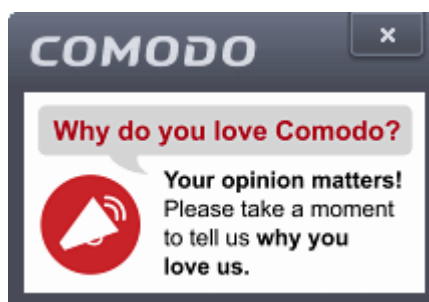 COMODO
Why do you love Comodo?
Your opinion matters!
Please take a moment
to tell us why you
love us.